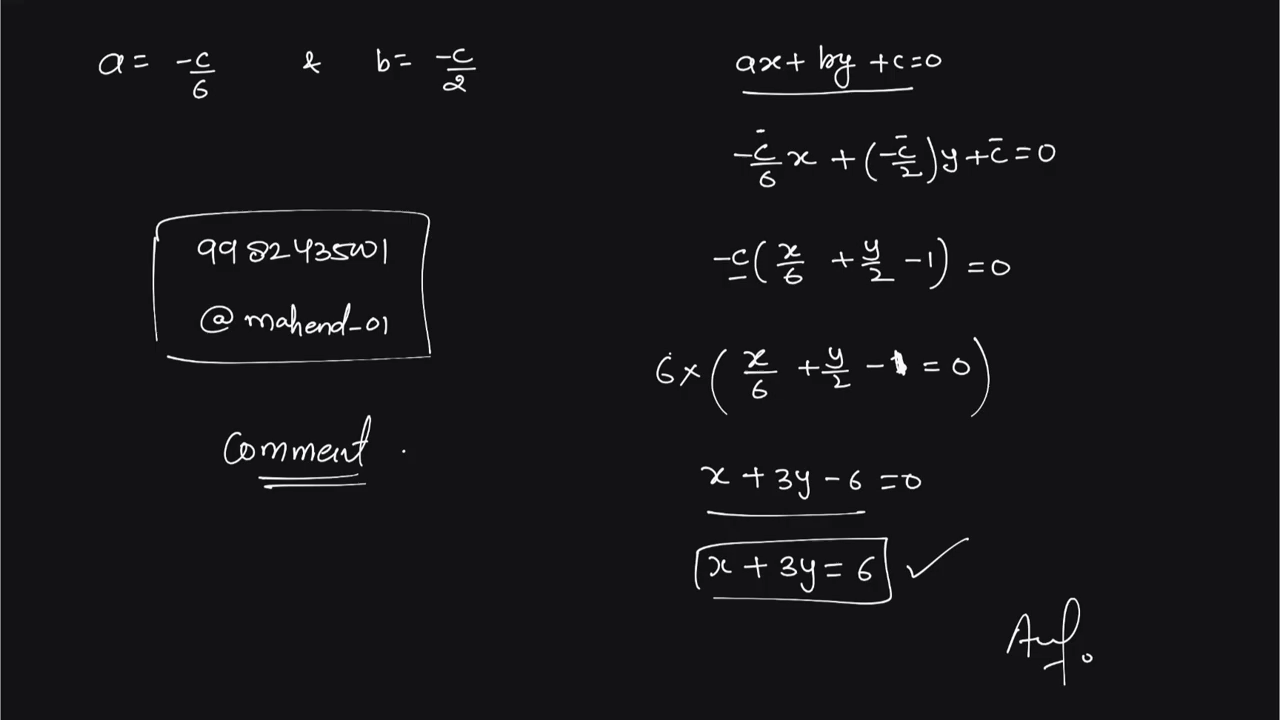 a = -c/6 & b = -c/2
9982435001
@mahend_01
Comment
ax + by + c = 0
-c/6 x + (-c/2) y + c = 0
-c (x/6 + y/2 - 1) = 0
6 × (x/6 + y/2 - 1 = 0)
x + 3y - 6 = 0
x + 3y = 6 ✓